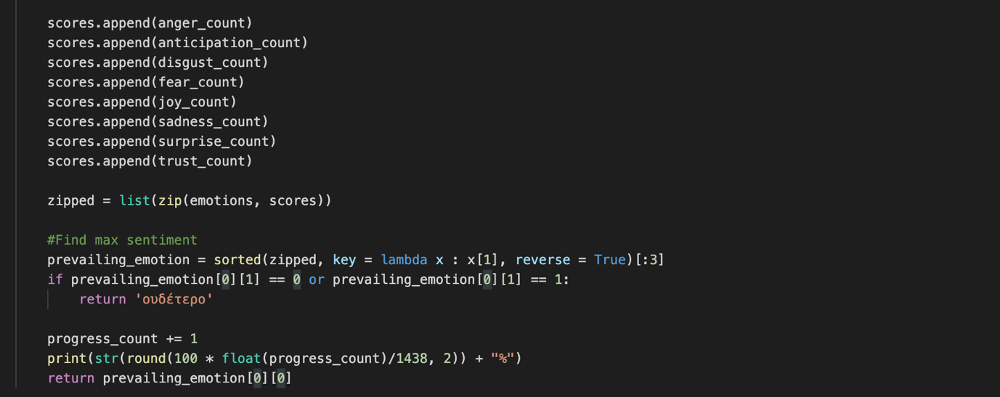 scores.append(anger_count)
scores.append(anticipation_count)
scores.append(disgust_count)
scores.append(fear_count)
scores.append(joy_count)
scores.append(sadness_count)
scores.append(surprise_count)
scores.append(trust_count)
zipped = list(zip(emotions, scores))
#Find max sentiment
prevailing_emotion = sorted(zipped, key = lambda x : x[1], reverse = True)[:3]
if prevailing_emotion[0][1] == 0 or prevailing_emotion[0][1] == 1:
    return 'ουδέτερο'
progress_count += 1
print(str(round(100 * float(progress_count)/1438, 2)) + "%")
return prevailing_emotion[0][0]